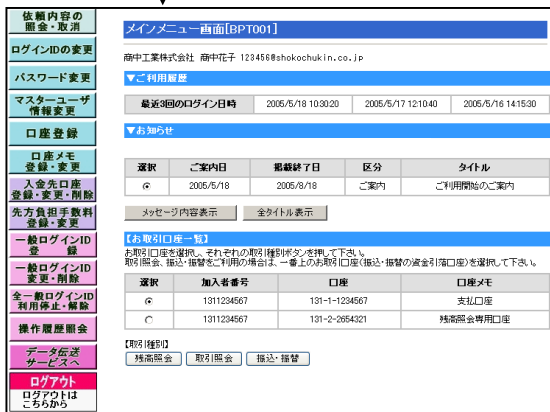 依頼内容の
照会・取消
ログインIDの変更
パスワード変更
マスターユーザ
情報変更
口座登録
口座メモ
登録・変更
入金先口座
登録・変更・削除
先方負担手数料
登録・変更
一般ログインID
登　　録
一般ログインID
変更・削除
全一般ログインID
利用停止・解除
操作履歴照会
データ伝送
サービスへ
ログアウト
ログアウトは
こちらから
メインメニュー画面[BPT001]
商中工業株式会社 商中花子 123456@shokochukin.co.jp
▼ご利用履歴
最近3回のログイン日時 2005/5/18 10:30:20 2005/5/17 12:10:40 2005/5/16 14:15:30
▼お知らせ
選択 ご案内日 掲載終了日 区分 タイトル
2005/5/18 2005/8/18 ご案内 ご利用開始のご案内
メッセージ内容表示 全タイトル表示
【お取引口座一覧】
お取引口座を選択し、それぞれの取引種別ボタンを押して下さい。
取引照会、振込・振替をご利用の場合は、一番上のお取引口座(振込・振替の資金引落口座)を選択して下さい。
選択 加入者番号 口座 口座メモ
1311234567 131-1-1234567 支払口座
1311234567 131-2-2654321 残高照会専用口座
【取引種別】
残高照会 取引照会 振込・振替